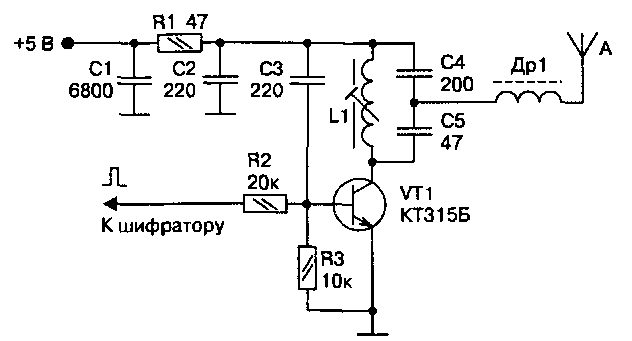 R1 47
+5 В
C1
6800
C2
220
C3
220
L1
C4
200
C5
47
Др1
А
R2
20к
К шифратору
VT1
КТ315Б
R3
10к